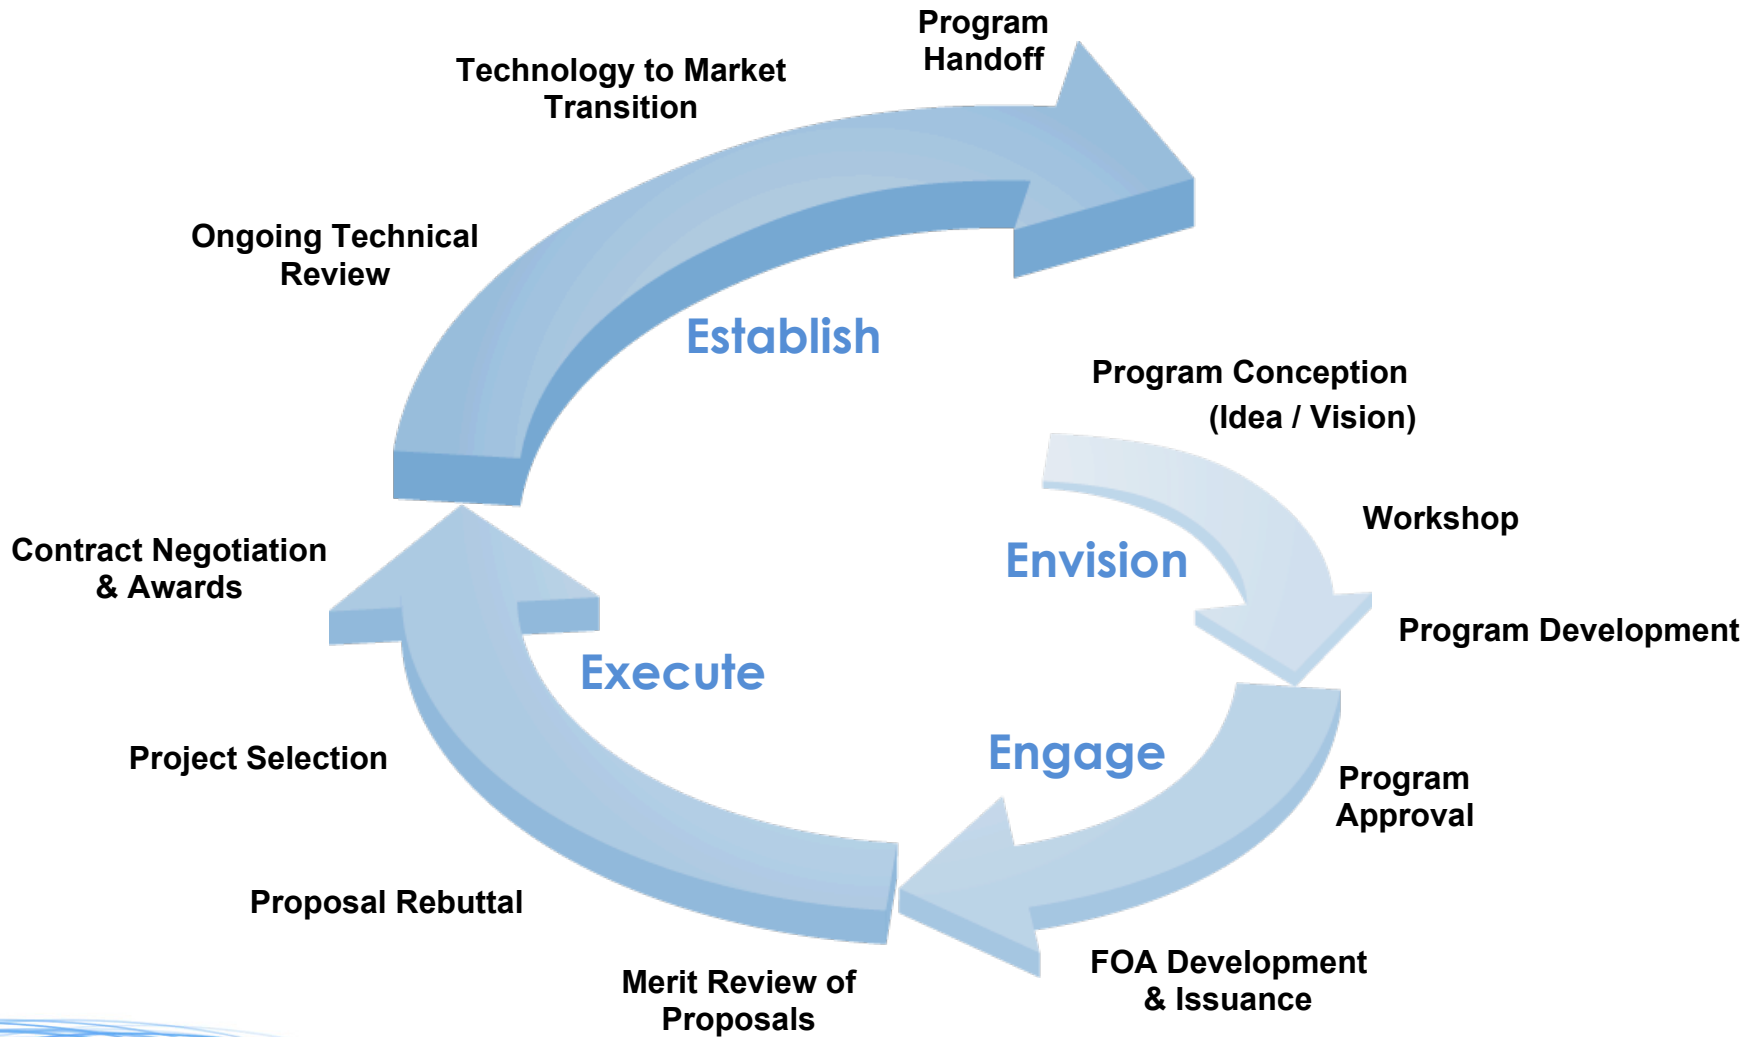 Program
Handoff
Technology to Market
Transition
Ongoing Technical
Review
Establish
Program Conception
(Idea / Vision)
Workshop
Envision
Program Development
Contract Negotiation
& Awards
Execute
Engage
Project Selection
Program
Approval
Proposal Rebuttal
FOA Development
& Issuance
Merit Review of
Proposals